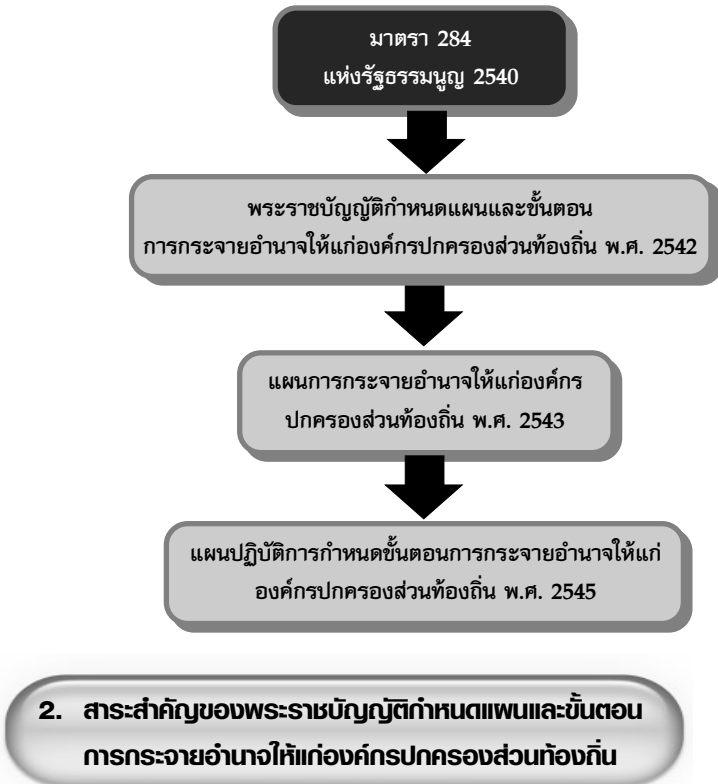 มาตรา 284
แห่งรัฐธรรมนูญ 2540
พระราชบัญญัติกำหนดแผนและขั้นตอน
การกระจายอำนาจให้แก่องค์กรปกครองส่วนท้องถิ่น พ.ศ. 2542
แผนการกระจายอำนาจให้แก่องค์กร
ปกครองส่วนท้องถิ่น พ.ศ. 2543
แผนปฏิบัติการกำหนดขั้นตอนการกระจายอำนาจให้แก่
องค์กรปกครองส่วนท้องถิ่น พ.ศ. 2545
2. สาระสำคัญของพระราชบัญญัติกำหนดแผนและขั้นตอน
การกระจายอำนาจให้แก่องค์กรปกครองส่วนท้องถิ่น